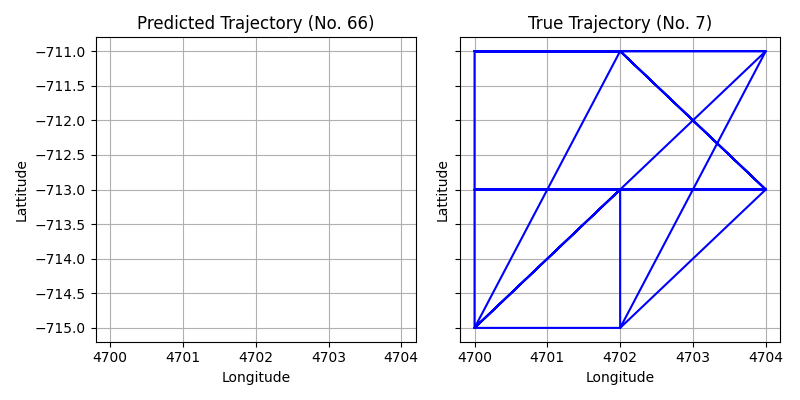 Predicted Trajectory (No. 66)
True Trajectory (No. 7)
−711.0
−711.5
−712.0
−712.5
−713.0
−713.5
−714.0
−714.5
−715.0
Lattitude
Lattitude
4700 4701 4702 4703 4704
4700 4701 4702 4703 4704
Longitude
Longitude